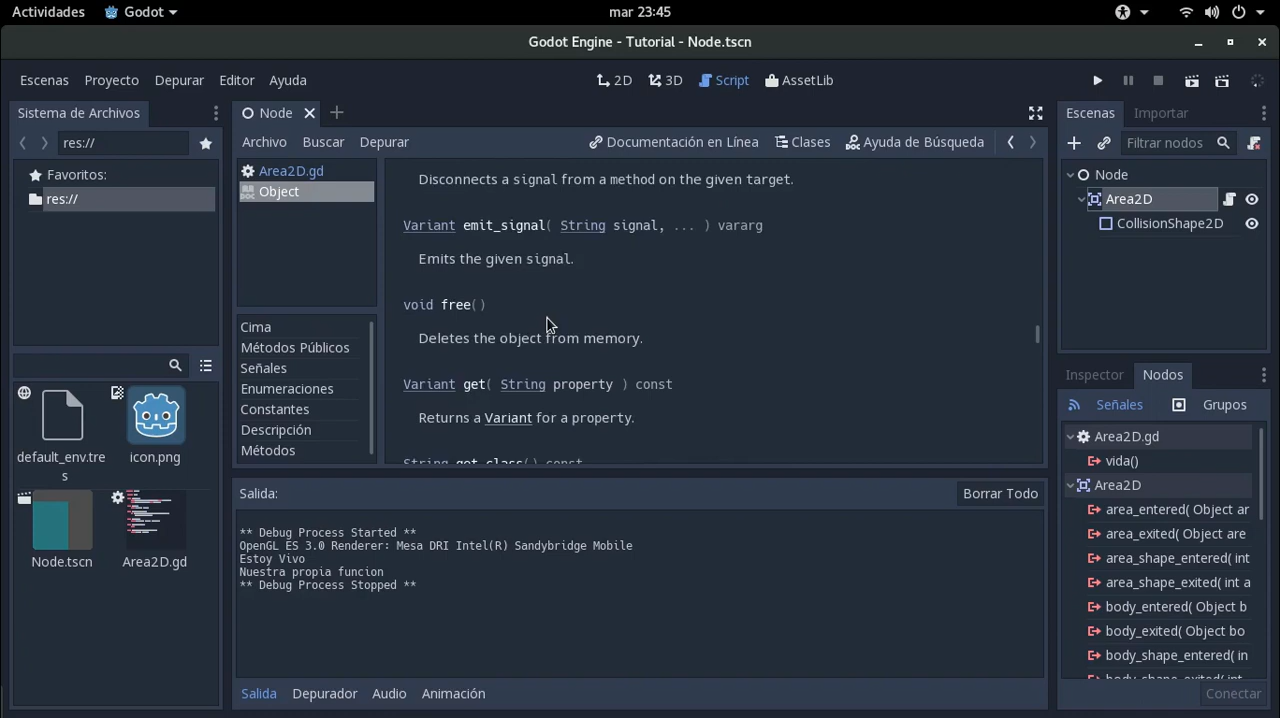 Actividades
Godot
mar 23:45
Godot Engine - Tutorial - Node.tscn
Escenas Proyecto Depurar Editor Ayuda
2D 3D Script AssetLib
Sistema de Archivos
Node
Escenas Importar
res://
Archivo Buscar Depurar
Documentación en Línea Clases Ayuda de Búsqueda
Filtrar nodos
Favoritos:
res://
Area2D.gd
Object
Disconnects a signal from a method on the given target.
Variant emit_signal( String signal, ... ) vararg
Emits the given signal.
void free()
Deletes the object from memory.
Variant get( String property ) const
Returns a Variant for a property.
String get_class() const
Node
Area2D
CollisionShape2D
Cima
Métodos Públicos
Señales
Enumeraciones
Constantes
Descripción
Métodos
default_env.tre
s
icon.png
Node.tscn
Area2D.gd
Salida:
Borrar Todo
** Debug Process Started **
OpenGL ES 3.0 Renderer: Mesa DRI Intel(R) Sandybridge Mobile
Estoy Vivo
Nuestra propia funcion
** Debug Process Stopped **
Salida Depurador Audio Animación
Inspector Nodos
Señales Grupos
Area2D.gd
vida()
Area2D
area_entered( Object ar
area_exited( Object are
area_shape_entered( int
area_shape_exited( int a
body_entered( Object b
body_exited( Object bo
body_shape_entered( in
body_shape_exited( int
Conectar